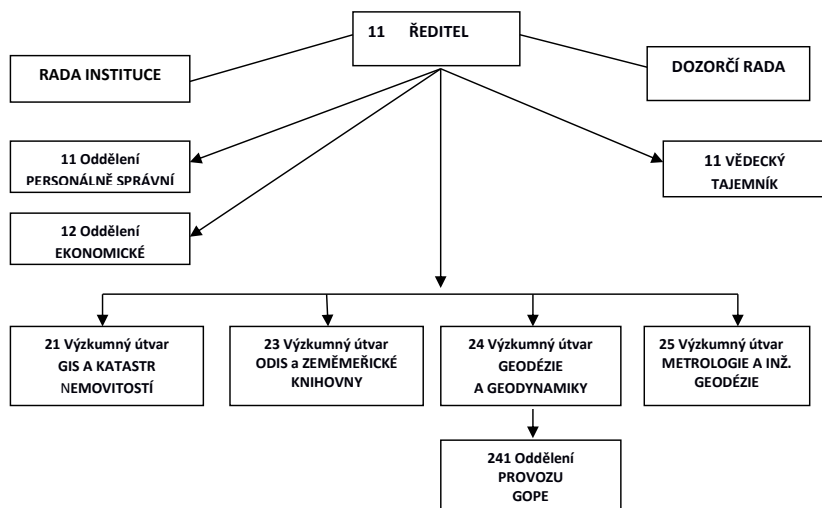 11 ŘEDITEL
RADA INSTITUCE
DOZORČÍ RADA
11 Oddělení
PERSONÁLNĚ SPRÁVNÍ
11 VĚDECKÝ
TAJEMNÍK
12 Oddělení
EKONOMICKÉ
21 Výzkumný útvar
GIS A KATASTR
NEMOVITOSTÍ
23 Výzkumný útvar
ODIS a ZEMĚMĚŘICKÉ
KNIHOVNY
24 Výzkumný útvar
GEODÉZIE
A GEODYNAMIKY
25 Výzkumný útvar
METROLOGIE A INŽ.
GEODÉZIE
241 Oddělení
PROVOZU
GOPE